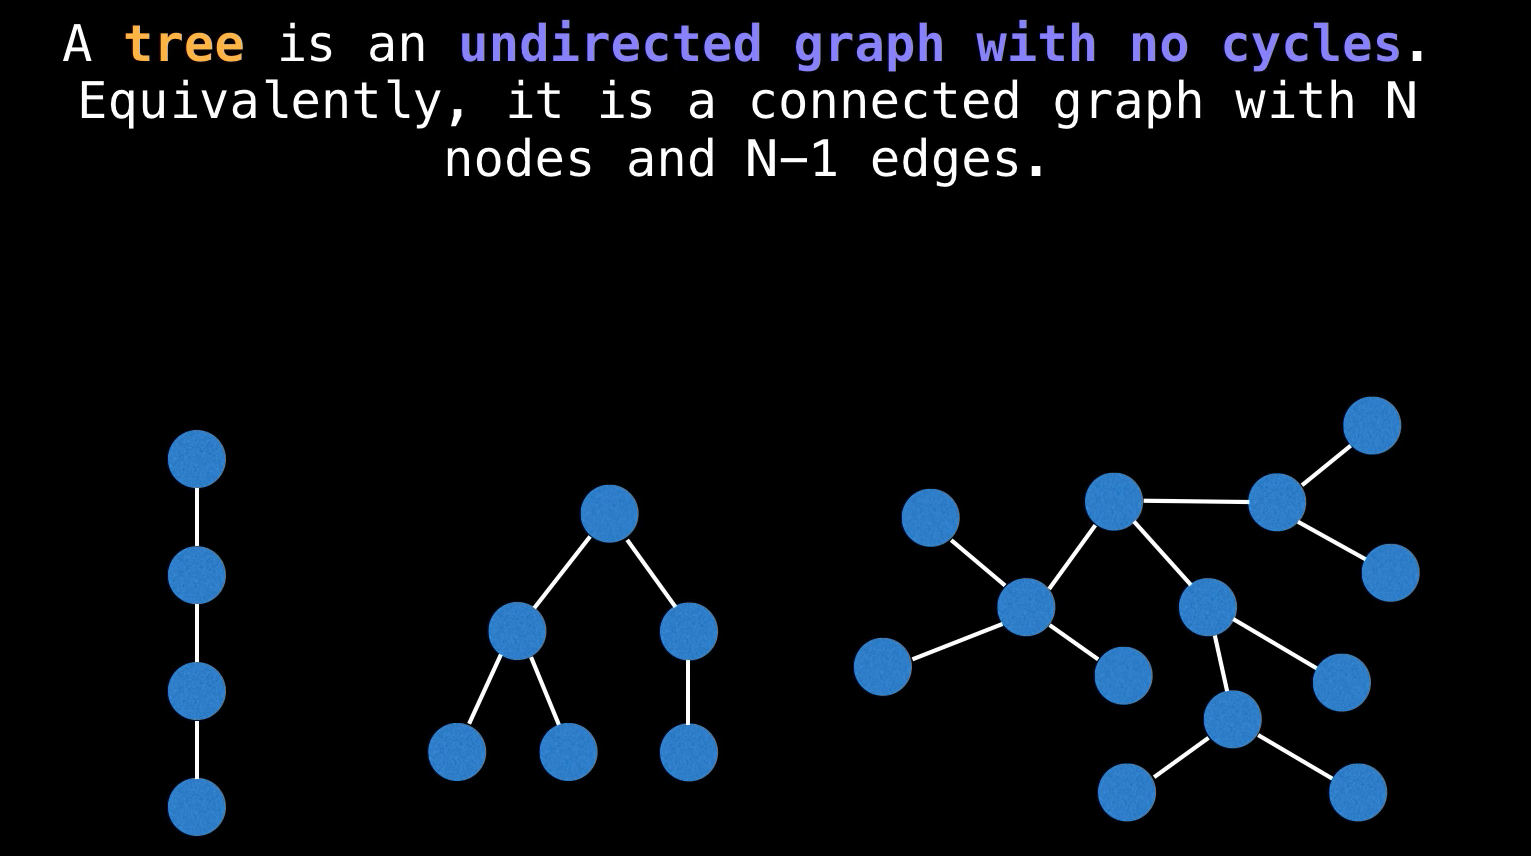 A tree is an undirected graph with no cycles.
Equivalently, it is a connected graph with N
nodes and N−1 edges.